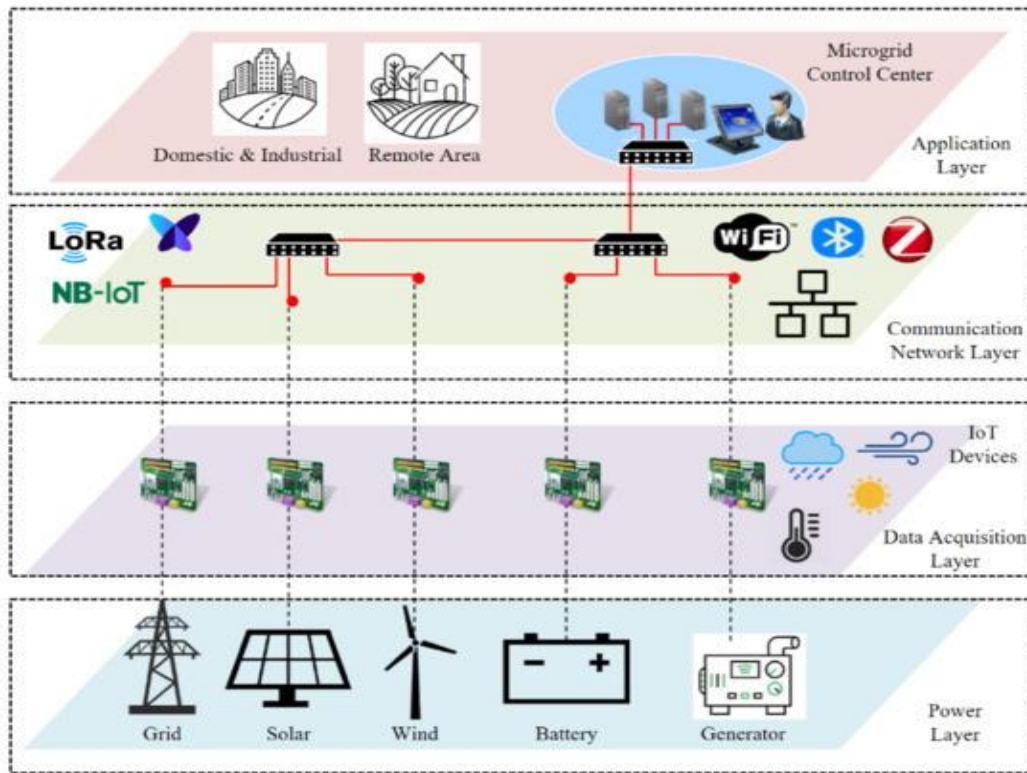 Microgrid
Control Center
Domestic & Industrial
Remote Area
Application
Layer
LoRa
WiFi™
NB-IoT
Communication
Network Layer
IoT
Devices
Data Acquisition
Layer
Grid
Solar
Wind
Battery
Generator
Power
Layer